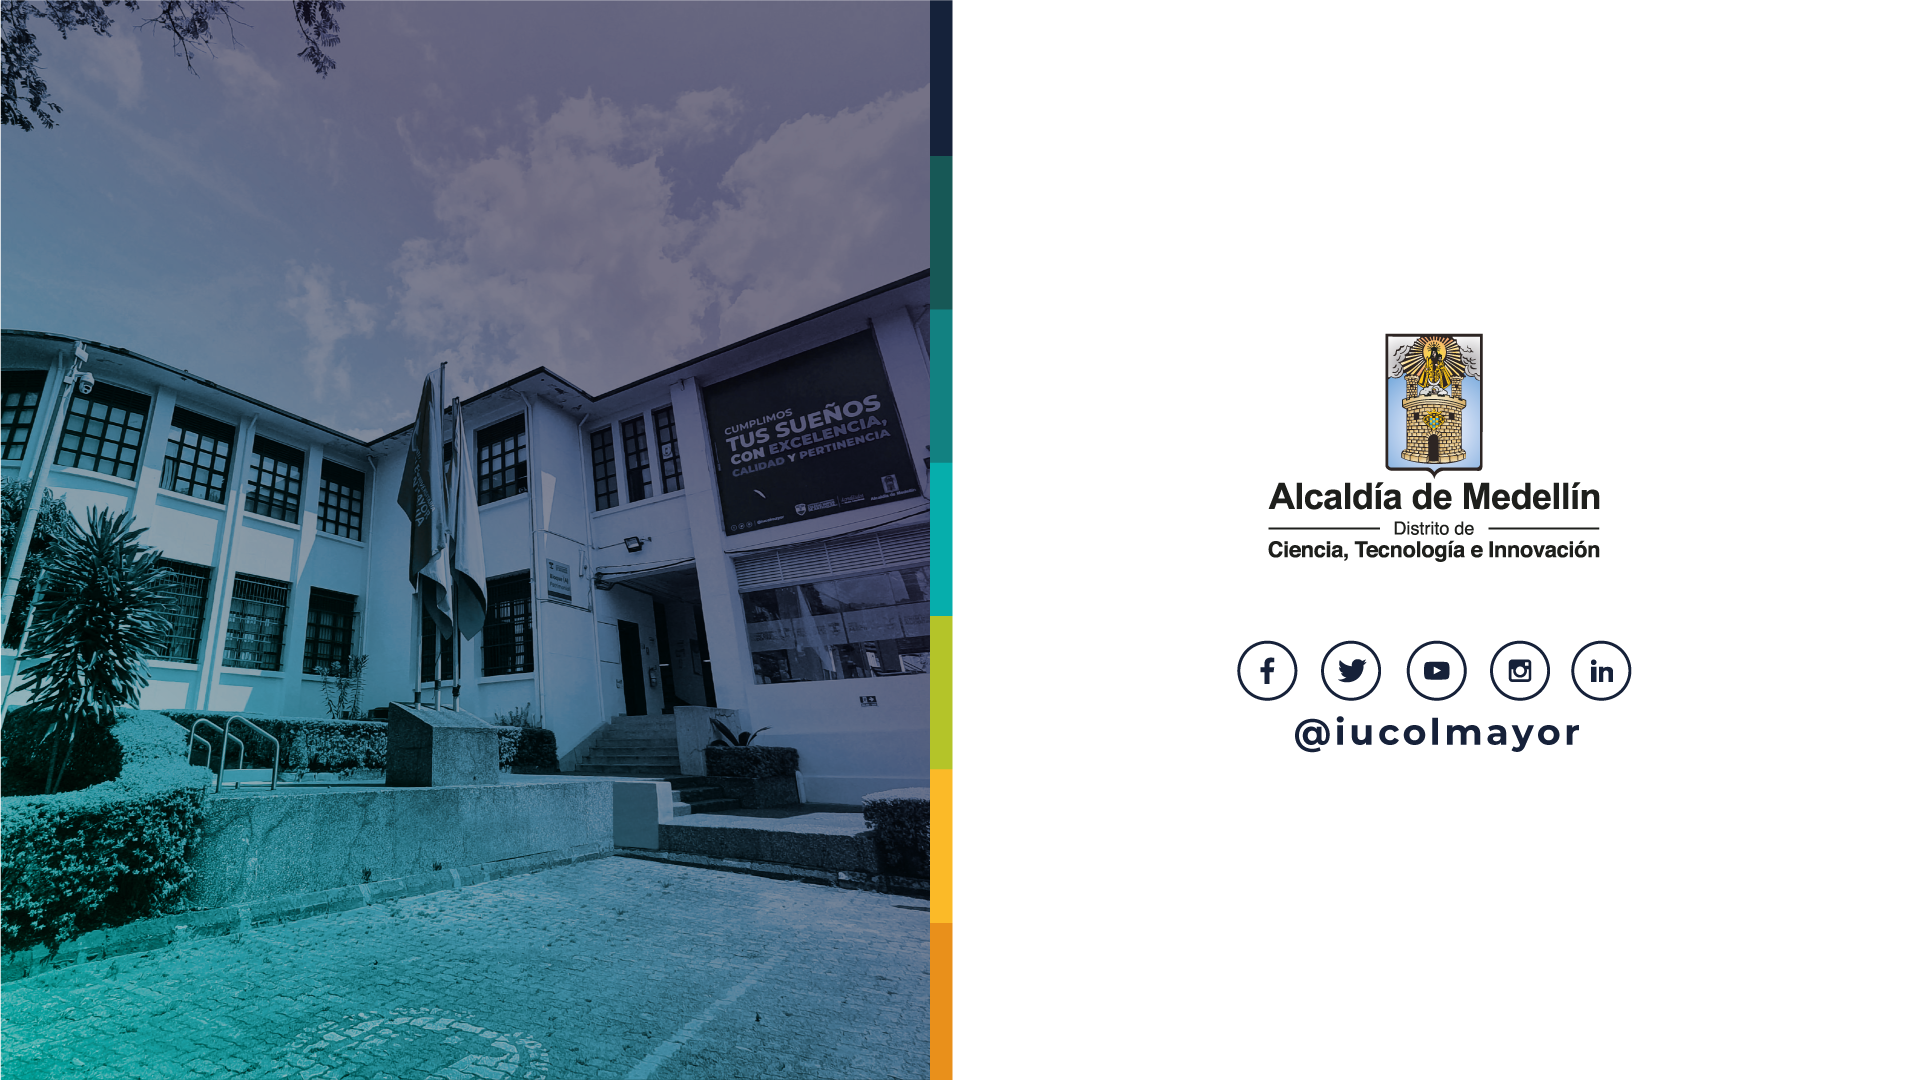 CUMPLIMOS
TUS SUEÑOS
CON EXCELENCIA,
CALIDAD Y PERTINENCIA
Alcaldía de Medellín
Distrito de
Ciencia, Tecnología e Innovación
@iucolmayor